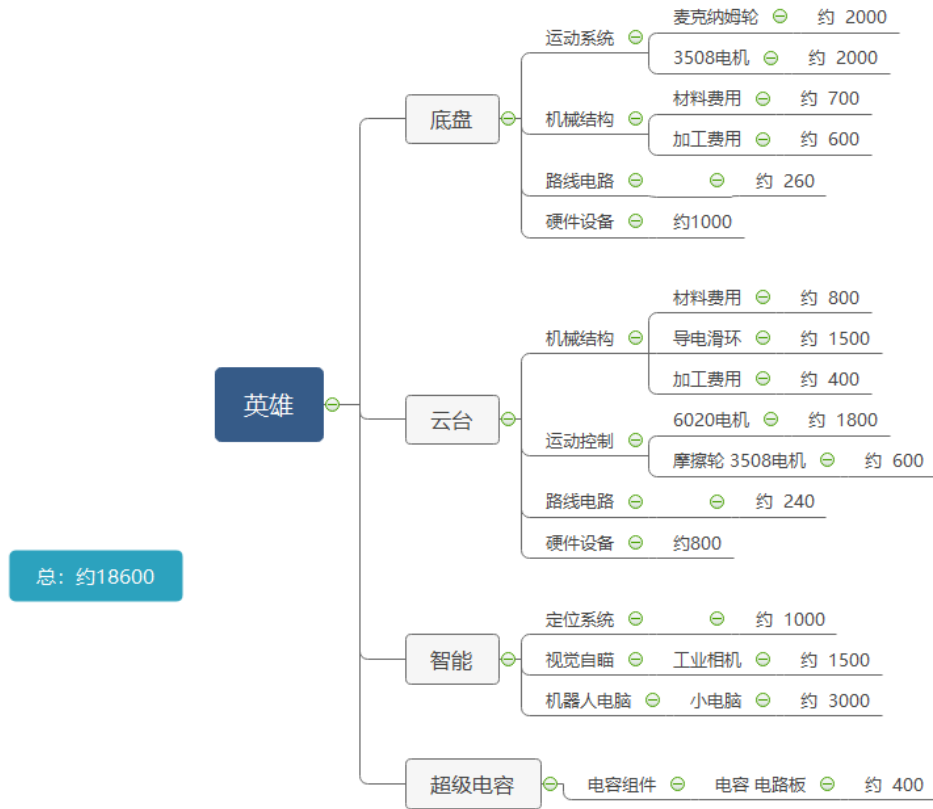 英雄
总：约18600
底盘
运动系统
麦克纳姆轮 约 2000
3508电机 约 2000
机械结构
材料费用 约 700
加工费用 约 600
路线电路 约 260
硬件设备 约1000
云台
机械结构
材料费用 约 800
导电滑环 约 1500
加工费用 约 400
运动控制
6020电机 约 1800
摩擦轮 3508电机 约 600
路线电路 约 240
硬件设备 约800
智能
定位系统 约 1000
视觉自瞄 工业相机 约 1500
机器人电脑 小电脑 约 3000
超级电容
电容组件 电容 电路板 约 400